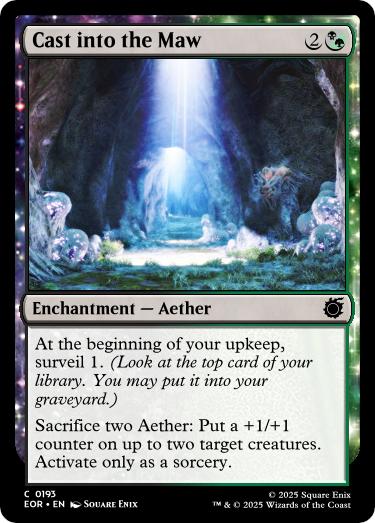 Cast into the Maw 2
Enchantment — Aether
At the beginning of your upkeep,
surveil 1. (Look at the top card of your
library. You may put it into your
graveyard.)
Sacrifice two Aether: Put a +1/+1
counter on up to two target creatures.
Activate only as a sorcery.
C 0193
EOR • EN Square Enix
© 2025 Square Enix
™ & © 2025 Wizards of the Coast